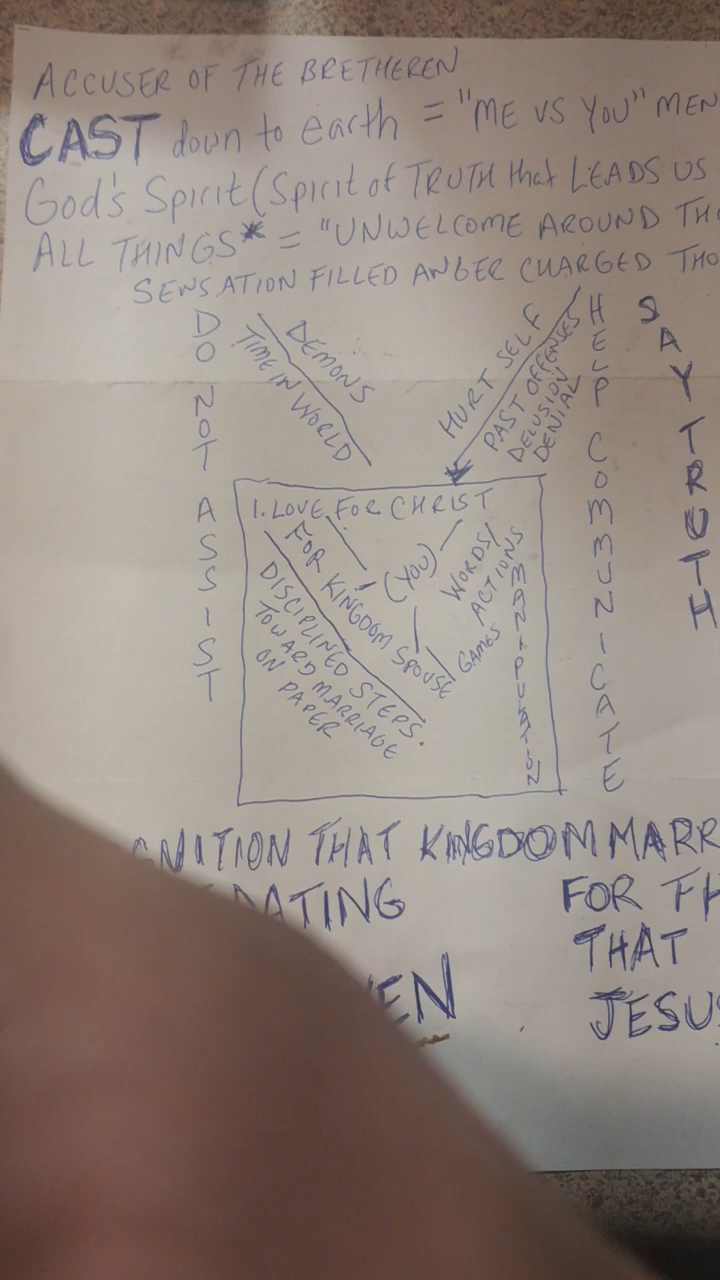 ACCUSER OF THE BRETHEREN
CAST down to earth = "ME VS YOU" MEN
God's Spirit (Spirit of TRUTH that LEADS US
ALL THINGS* = "UNWELCOME AROUND TH
SENSATION FILLED ANGER CHARGED THO
DO NOT ASSIST
DEMONS
TIME IN WORLD
HURT SELF
PAST OFFENSES
DELUSION
DENIAL
HELP COMMUNICATE
SAY TRUTH
1. LOVE FOR CHRIST
FOR KINGDOM SPOUSE
(YOU)
WORDS/
ACTIONS
GAMES
MANIPULATION
DISCIPLINED STEPS
TOWARD MARRIAGE
ON PAPER
GNITION THAT KINGDOM MARR
DATING FOR TH
THAT
EN JESUS